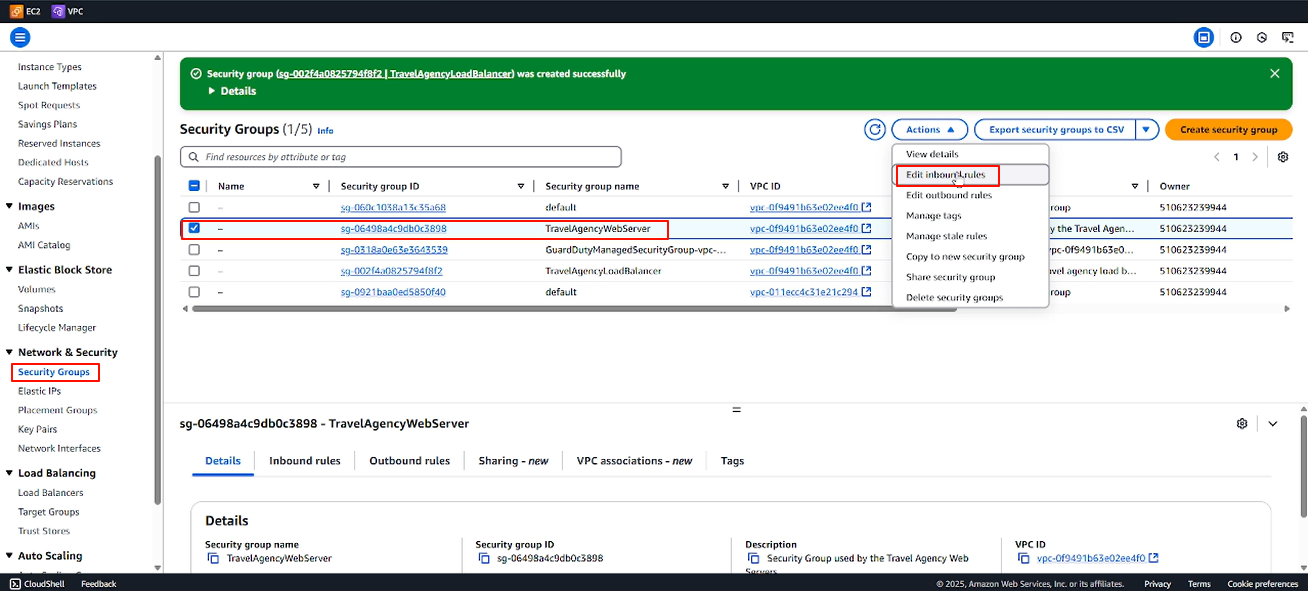 EC2 VPC
Instance Types
Launch Templates
Spot Requests
Savings Plans
Reserved Instances
Dedicated Hosts
Capacity Reservations
Images
AMIs
AMI Catalog
Elastic Block Store
Volumes
Snapshots
Lifecycle Manager
Network & Security
Security Groups
Elastic IPs
Placement Groups
Key Pairs
Network Interfaces
Load Balancing
Load Balancers
Target Groups
Trust Stores
Auto Scaling
Security group (sg-002f4a0825794f8f2 | TravelAgencyLoadBalancer) was created successfully
Details
Security Groups (1/5) Info
Actions
Export security groups to CSV
Create security group
Find resources by attribute or tag
1
View details
Edit inbound rules
Edit outbound rules
Manage tags
Manage stale rules
Copy to new security group
Share security group
Delete security groups
Name Security group ID Security group name VPC ID Owner
– sg-060c1038a13c35a68 default vpc-0f9491b63e02ee4f0 roup 510623239944
– sg-06498a4c9db0c3898 TravelAgencyWebServer vpc-0f9491b63e02ee4f0 y the Travel Agen... 510623239944
– sg-0318a0e63e3643539 GuardDutyManagedSecurityGroup-vpc-... vpc-0f9491b63e02ee4f0 vpc-0f9491b63e02ee4f0... 510623239944
– sg-002f4a0825794f8f2 TravelAgencyLoadBalancer vpc-0f9491b63e02ee4f0 vel agency load b... 510623239944
– sg-0921baa0ed5850f40 default vpc-011ecc4c31e21c294 roup 510623239944
sg-06498a4c9db0c3898 - TravelAgencyWebServer
Details Inbound rules Outbound rules Sharing - new VPC associations - new Tags
Details
Security group name Security group ID Description VPC ID
TravelAgencyWebServer sg-06498a4c9db0c3898 Security Group used by the Travel Agency Web vpc-0f9491b63e02ee4f0
Servers
CloudShell Feedback © 2025, Amazon Web Services, Inc. or its affiliates. Privacy Terms Cookie preferences